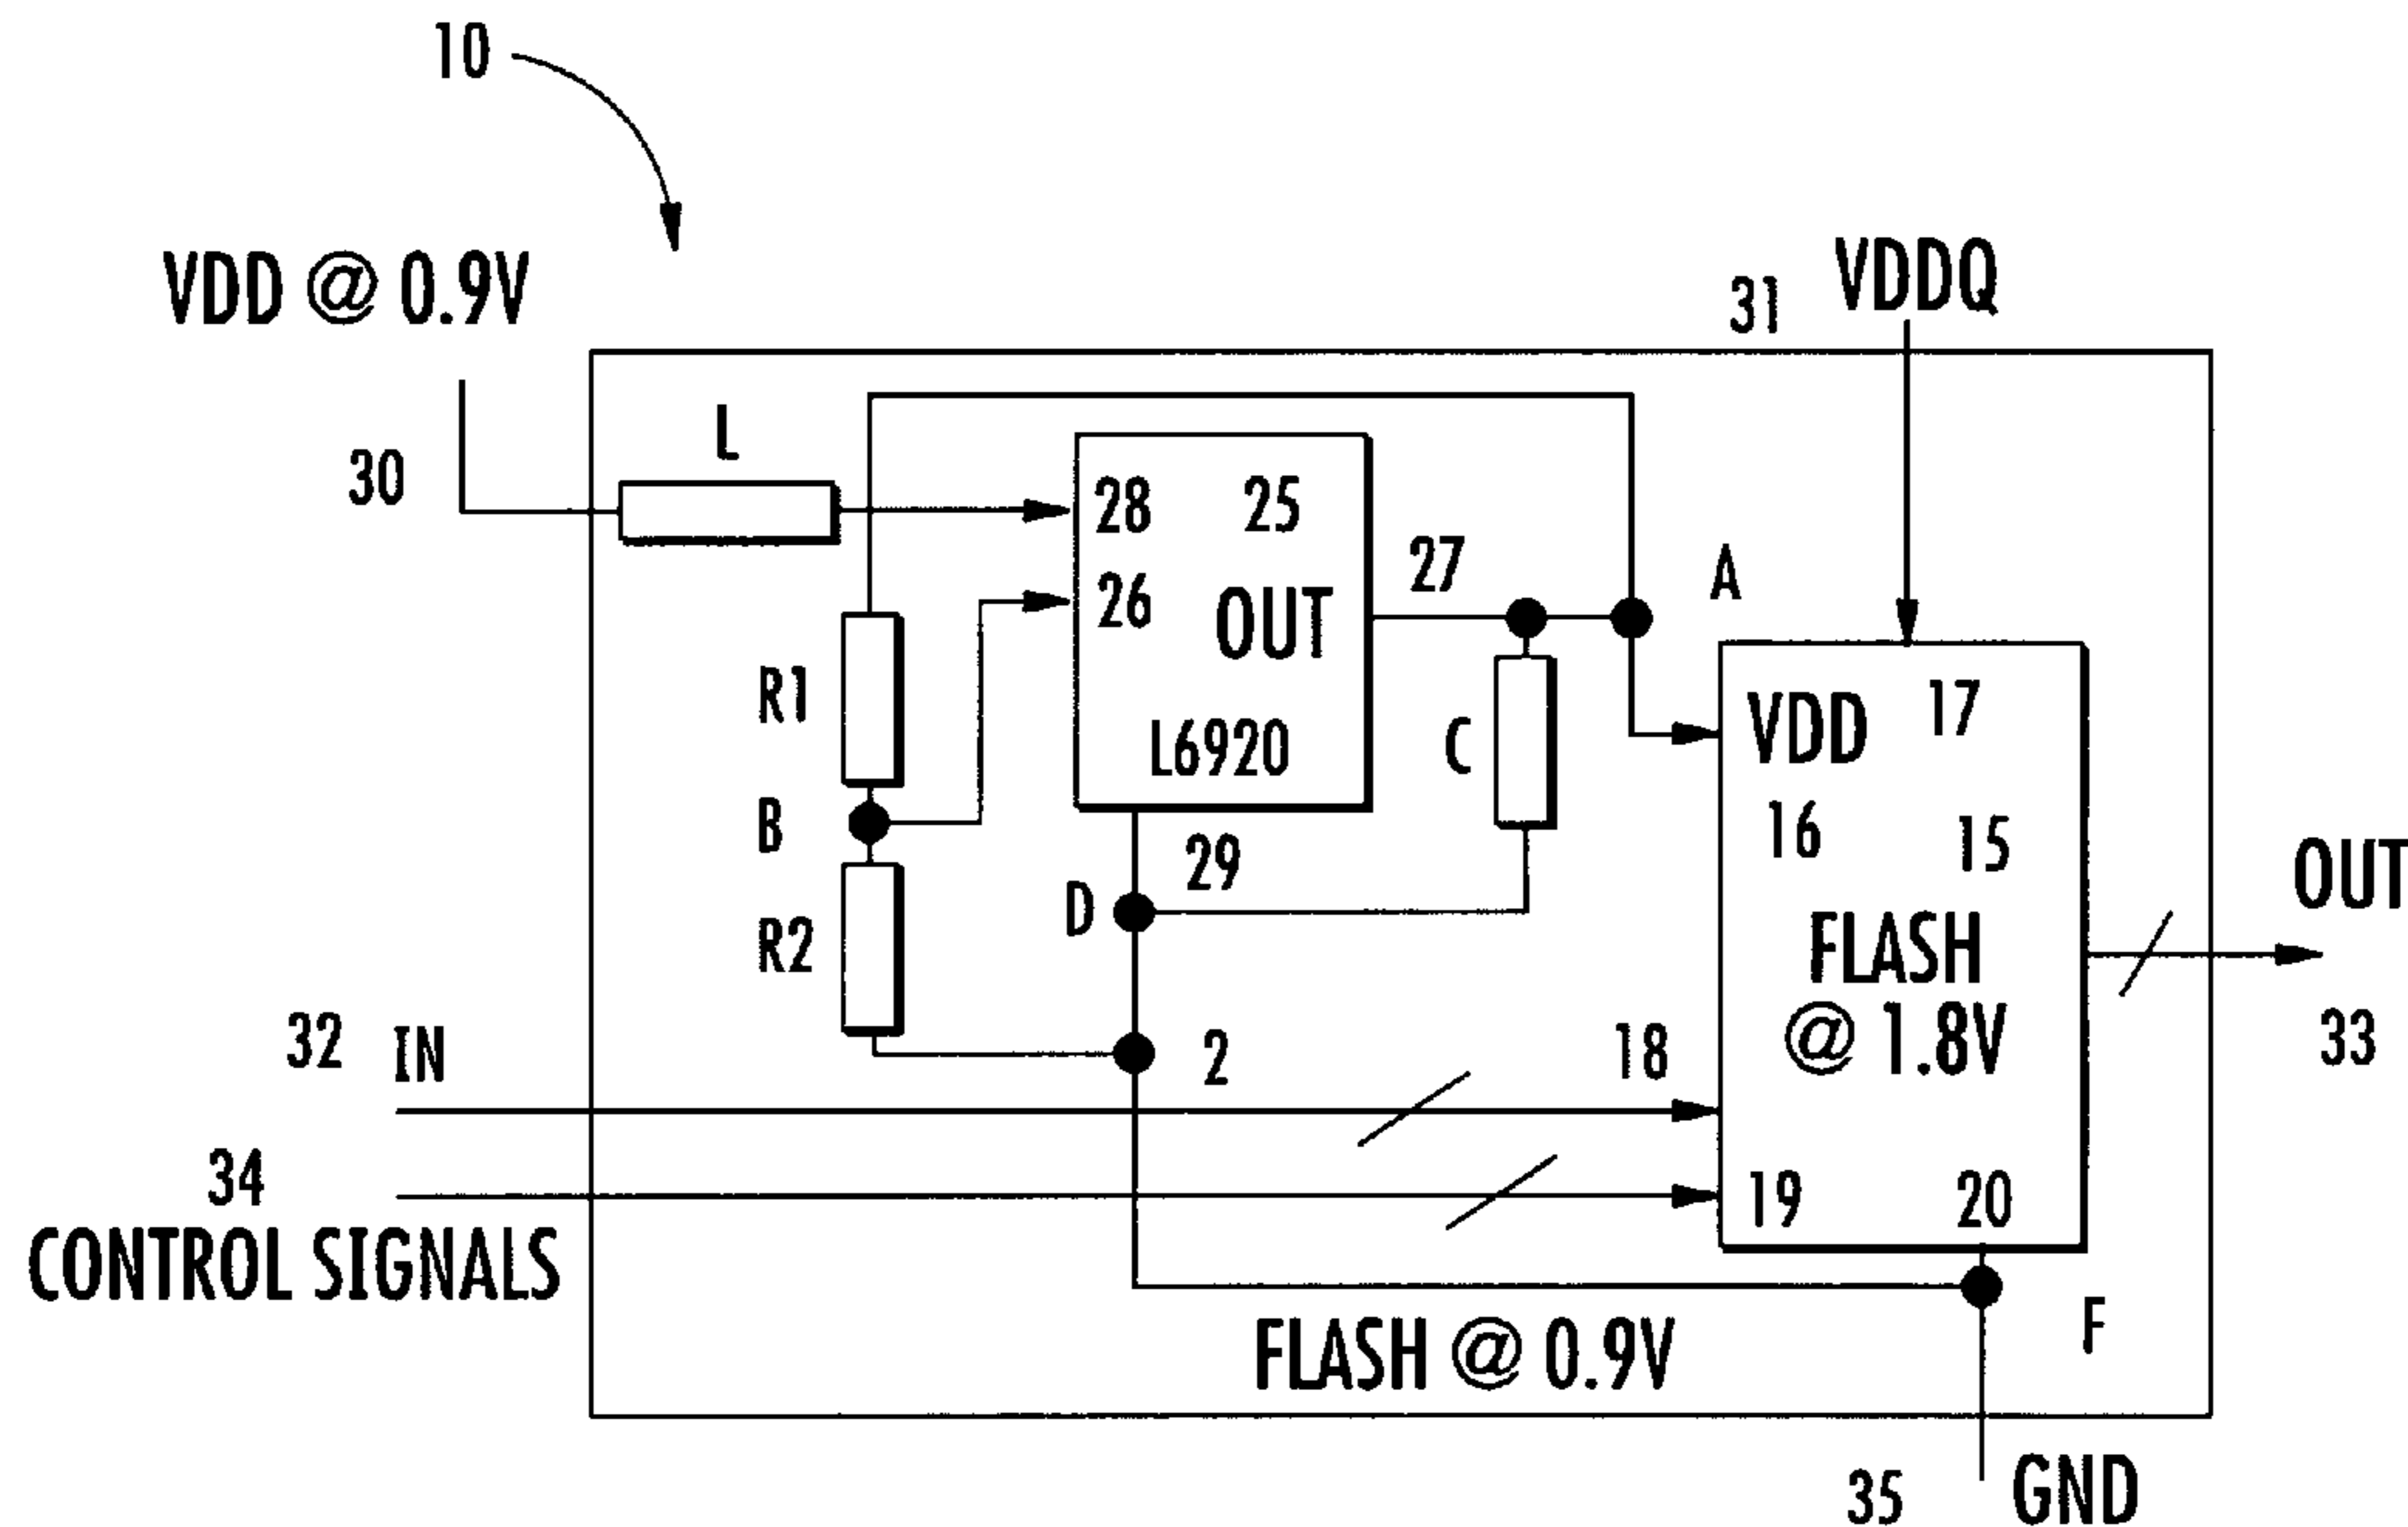 10
VDD @ 0.9V
31
VDDQ
30
L
28
25
26
OUT
27
A
R1
L6920
C
VDD
17
B
16
15
29
D
R2
FLASH
@ 1.8V
OUT
32
IN
2
18
33
34
CONTROL SIGNALS
19
20
FLASH @ 0.9V
F
35
GND